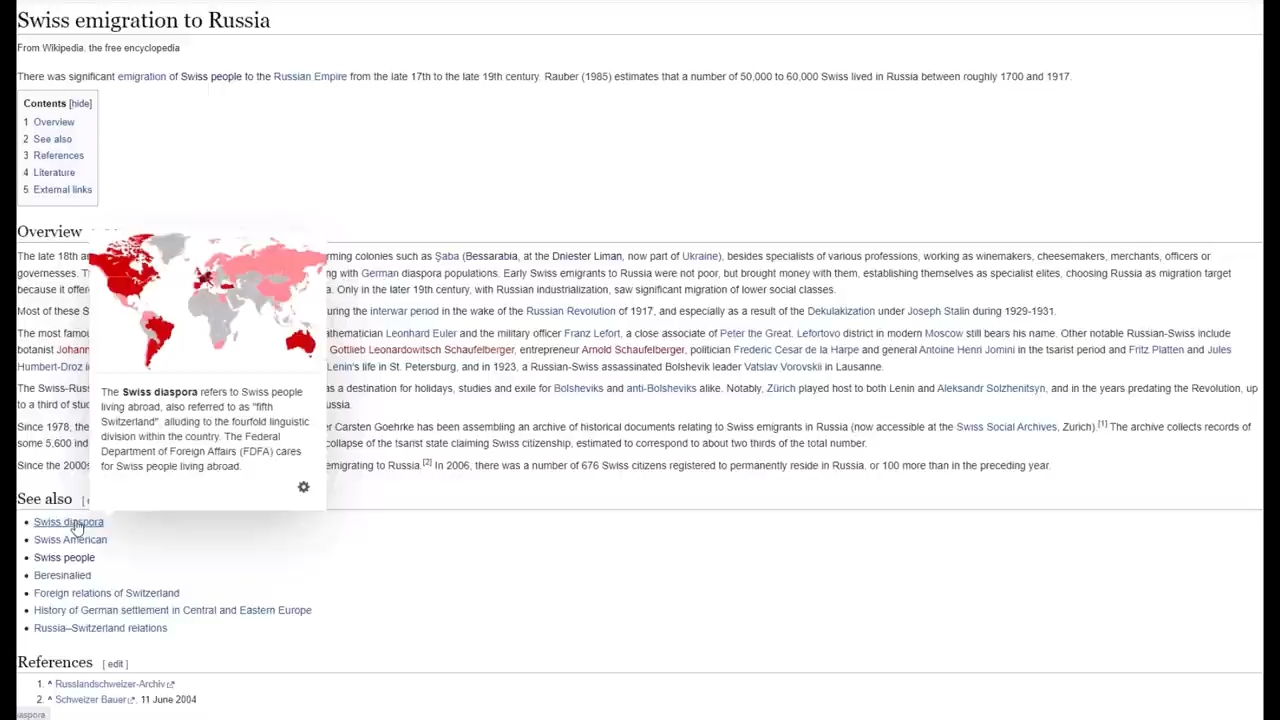 Swiss emigration to Russia
From Wikipedia, the free encyclopedia
There was significant emigration of Swiss people to the Russian Empire from the late 17th to the late 19th century. Rauber (1985) estimates that a number of 50,000 to 60,000 Swiss lived in Russia between roughly 1700 and 1917.
Contents [hide]
1 Overview
2 See also
3 References
4 Literature
5 External links
Overview
The late 18th an
rming colonies such as Şaba (Bessarabia, at the Dniester Liman, now part of Ukraine), besides specialists of various professions, working as winemakers, cheesemakers, merchants, officers or
governesses. T
ng with German diaspora populations. Early Swiss emigrants to Russia were not poor, but brought money with them, establishing themselves as specialist elites, choosing Russia as migration target
because it offer
a. Only in the later 19th century, with Russian industrialization, saw significant migration of lower social classes.
Most of these S
uring the interwar period in the wake of the Russian Revolution of 1917, and especially as a result of the Dekulakization under Joseph Stalin during 1929-1931.
The most famou
athematician Leonhard Euler and the military officer Franz Lefort, a close associate of Peter the Great. Lefortovo district in modern Moscow still bears his name. Other notable Russian-Swiss include
botanist Johann
Gottlieb Leonardowitsch Schaufelberger, entrepreneur Arnold Schaufelberger, politician Frederic Cesar de la Harpe and general Antoine Henri Jomini in the tsarist period and Fritz Platten and Jules
Humbert-Droz i
Lenin's life in St. Petersburg, and in 1923, a Russian-Swiss assassinated Bolshevik leader Vatslav Vorovskii in Lausanne.
The Swiss-Rus
as a destination for holidays, studies and exile for Bolsheviks and anti-Bolsheviks alike. Notably, Zürich played host to both Lenin and Aleksandr Solzhenitsyn, and in the years predating the Revolution, up
to a third of stud
ussia.
Since 1978, the
r Carsten Goehrke has been assembling an archive of historical documents relating to Swiss emigrants in Russia (now accessible at the Swiss Social Archives, Zurich).[1] The archive collects records of
some 5,600 ind
collapse of the tsarist state claiming Swiss citizenship, estimated to correspond to about two thirds of the total number.
Since the 2000s
emigrating to Russia.[2] In 2006, there was a number of 676 Swiss citizens registered to permanently reside in Russia, or 100 more than in the preceding year.
The Swiss diaspora refers to Swiss people
living abroad, also referred to as "fifth
Switzerland", alluding to the fourfold linguistic
division within the country. The Federal
Department of Foreign Affairs (FDFA) cares
for Swiss people living abroad.
See also [ e
• Swiss diaspora
• Swiss American
• Swiss people
• Beresinalied
• Foreign relations of Switzerland
• History of German settlement in Central and Eastern Europe
• Russia–Switzerland relations
References [ edit ]
1. ^ Russlandschweizer-Archiv
2. ^ Schweizer Bauer, 11 June 2004
iaspora